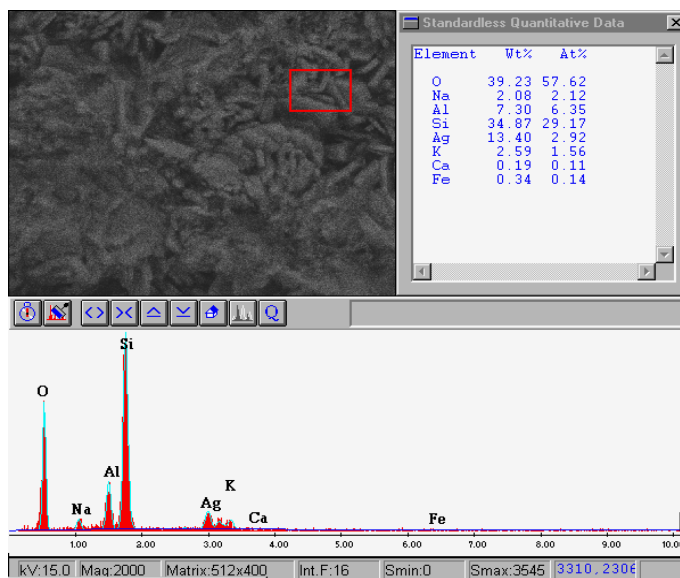 Standardless Quantitative Data
Element Wt% At%
O 39.23 57.62
Na 2.08 2.12
Al 7.30 6.35
Si 34.87 29.17
Ag 13.40 2.92
K 2.59 1.56
Ca 0.19 0.11
Fe 0.34 0.14
Q
Si
O
Al
Na
Ag
K
Ca
Fe
1.00 2.00 3.00 4.00 5.00 6.00 7.00 8.00 9.00 10.0
kV:15.0 Mag:2000 Matrix:512x400 Int.F:16 Smin:0 Smax:3545 3310,2306